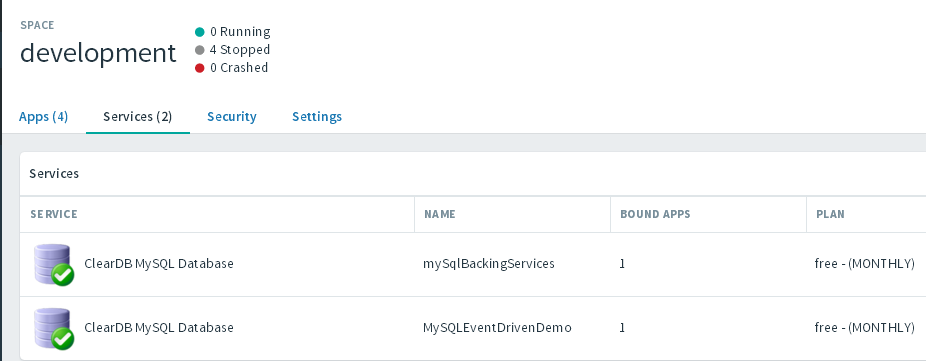 SPACE
development
0 Running
4 Stopped
0 Crashed
Apps (4) Services (2) Security Settings
Services
SERVICE NAME BOUND APPS PLAN
ClearDB MySQL Database mySqlBackingServices 1 free - (MONTHLY)
ClearDB MySQL Database MySQLEventDrivenDemo 1 free - (MONTHLY)